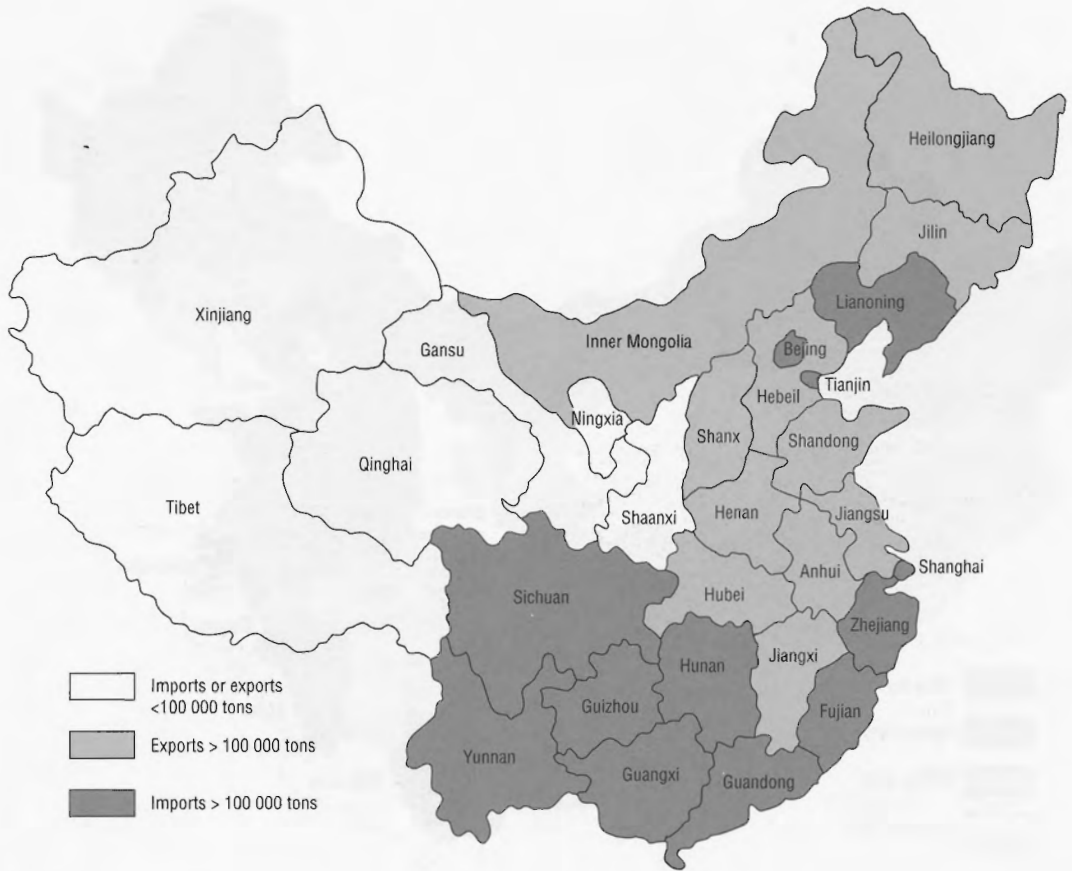 Heilongjiang
Jilin
Lianoning
Xinjiang
Inner Mongolia
Gansu
Bejing
Tianjin
Hebeil
Ningxia
Shanx
Shandong
Qinghai
Tibet
Shaanxi
Henan
Jiangsu
Shanghai
Anhui
Sichuan
Hubei
Zhejiang
Jiangxi
Hunan
Guizhou
Fujian
Yunnan
Guangxi
Guandong
Imports or exports
<100 000 tons
Exports > 100 000 tons
Imports > 100 000 tons